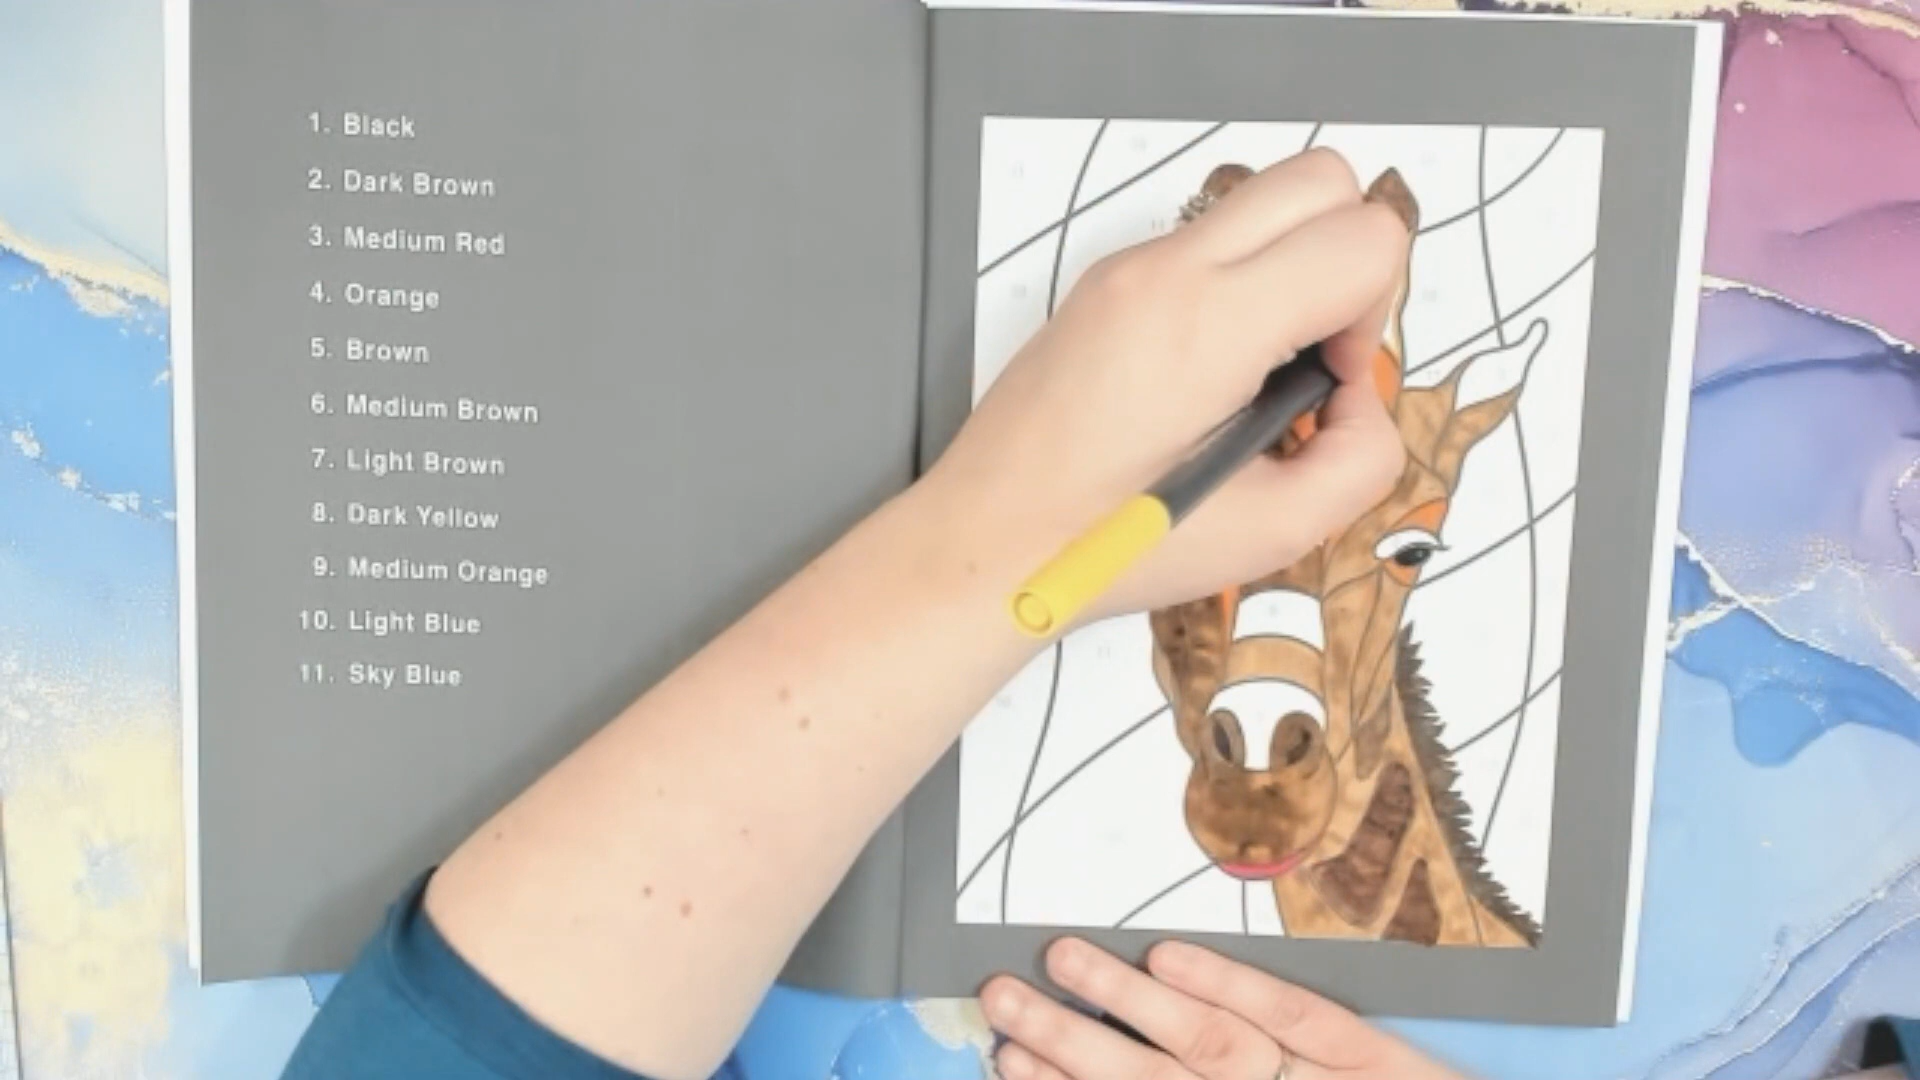 1. Black
2. Dark Brown
3. Medium Red
4. Orange
5. Brown
6. Medium Brown
7. Light Brown
8. Dark Yellow
9. Medium Orange
10. Light Blue
11. Sky Blue